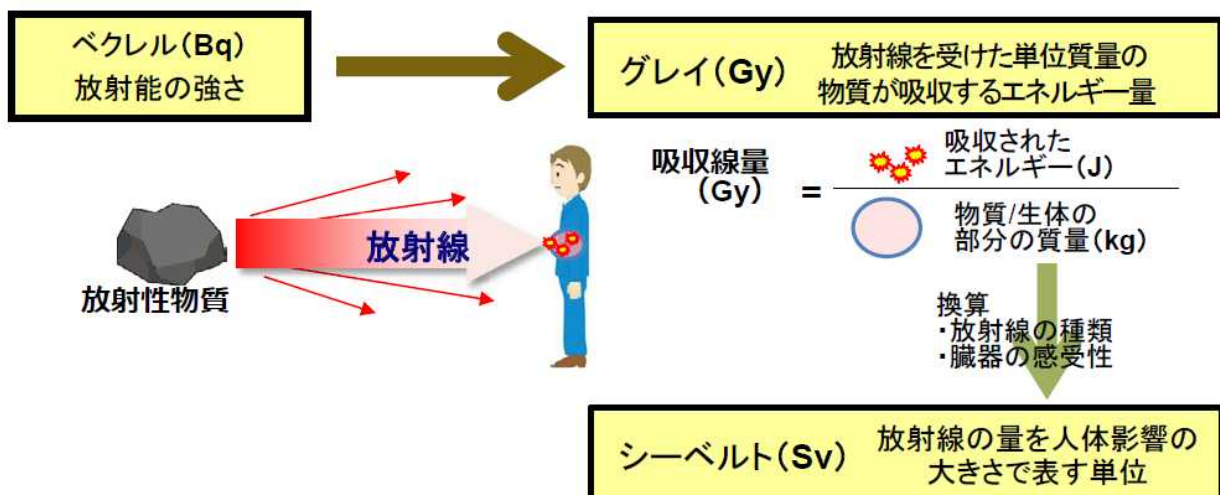 ベクレル(Bq)
放射能の強さ
グレイ(Gy)
放射線を受けた単位質量の
物質が吸収するエネルギー量
放射性物質
放射線
吸収線量
(Gy)
=
吸収された
エネルギー(J)
物質/生体の
部分の質量(kg)
換算
・放射線の種類
・臓器の感受性
シーベルト(Sv)
放射線の量を人体影響の
大きさで表す単位